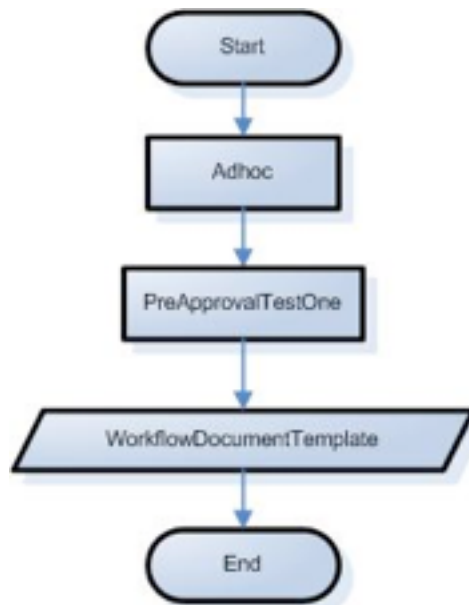 Start
Adhoc
PreApprovalTestOne
WorkflowDocumentTemplate
End